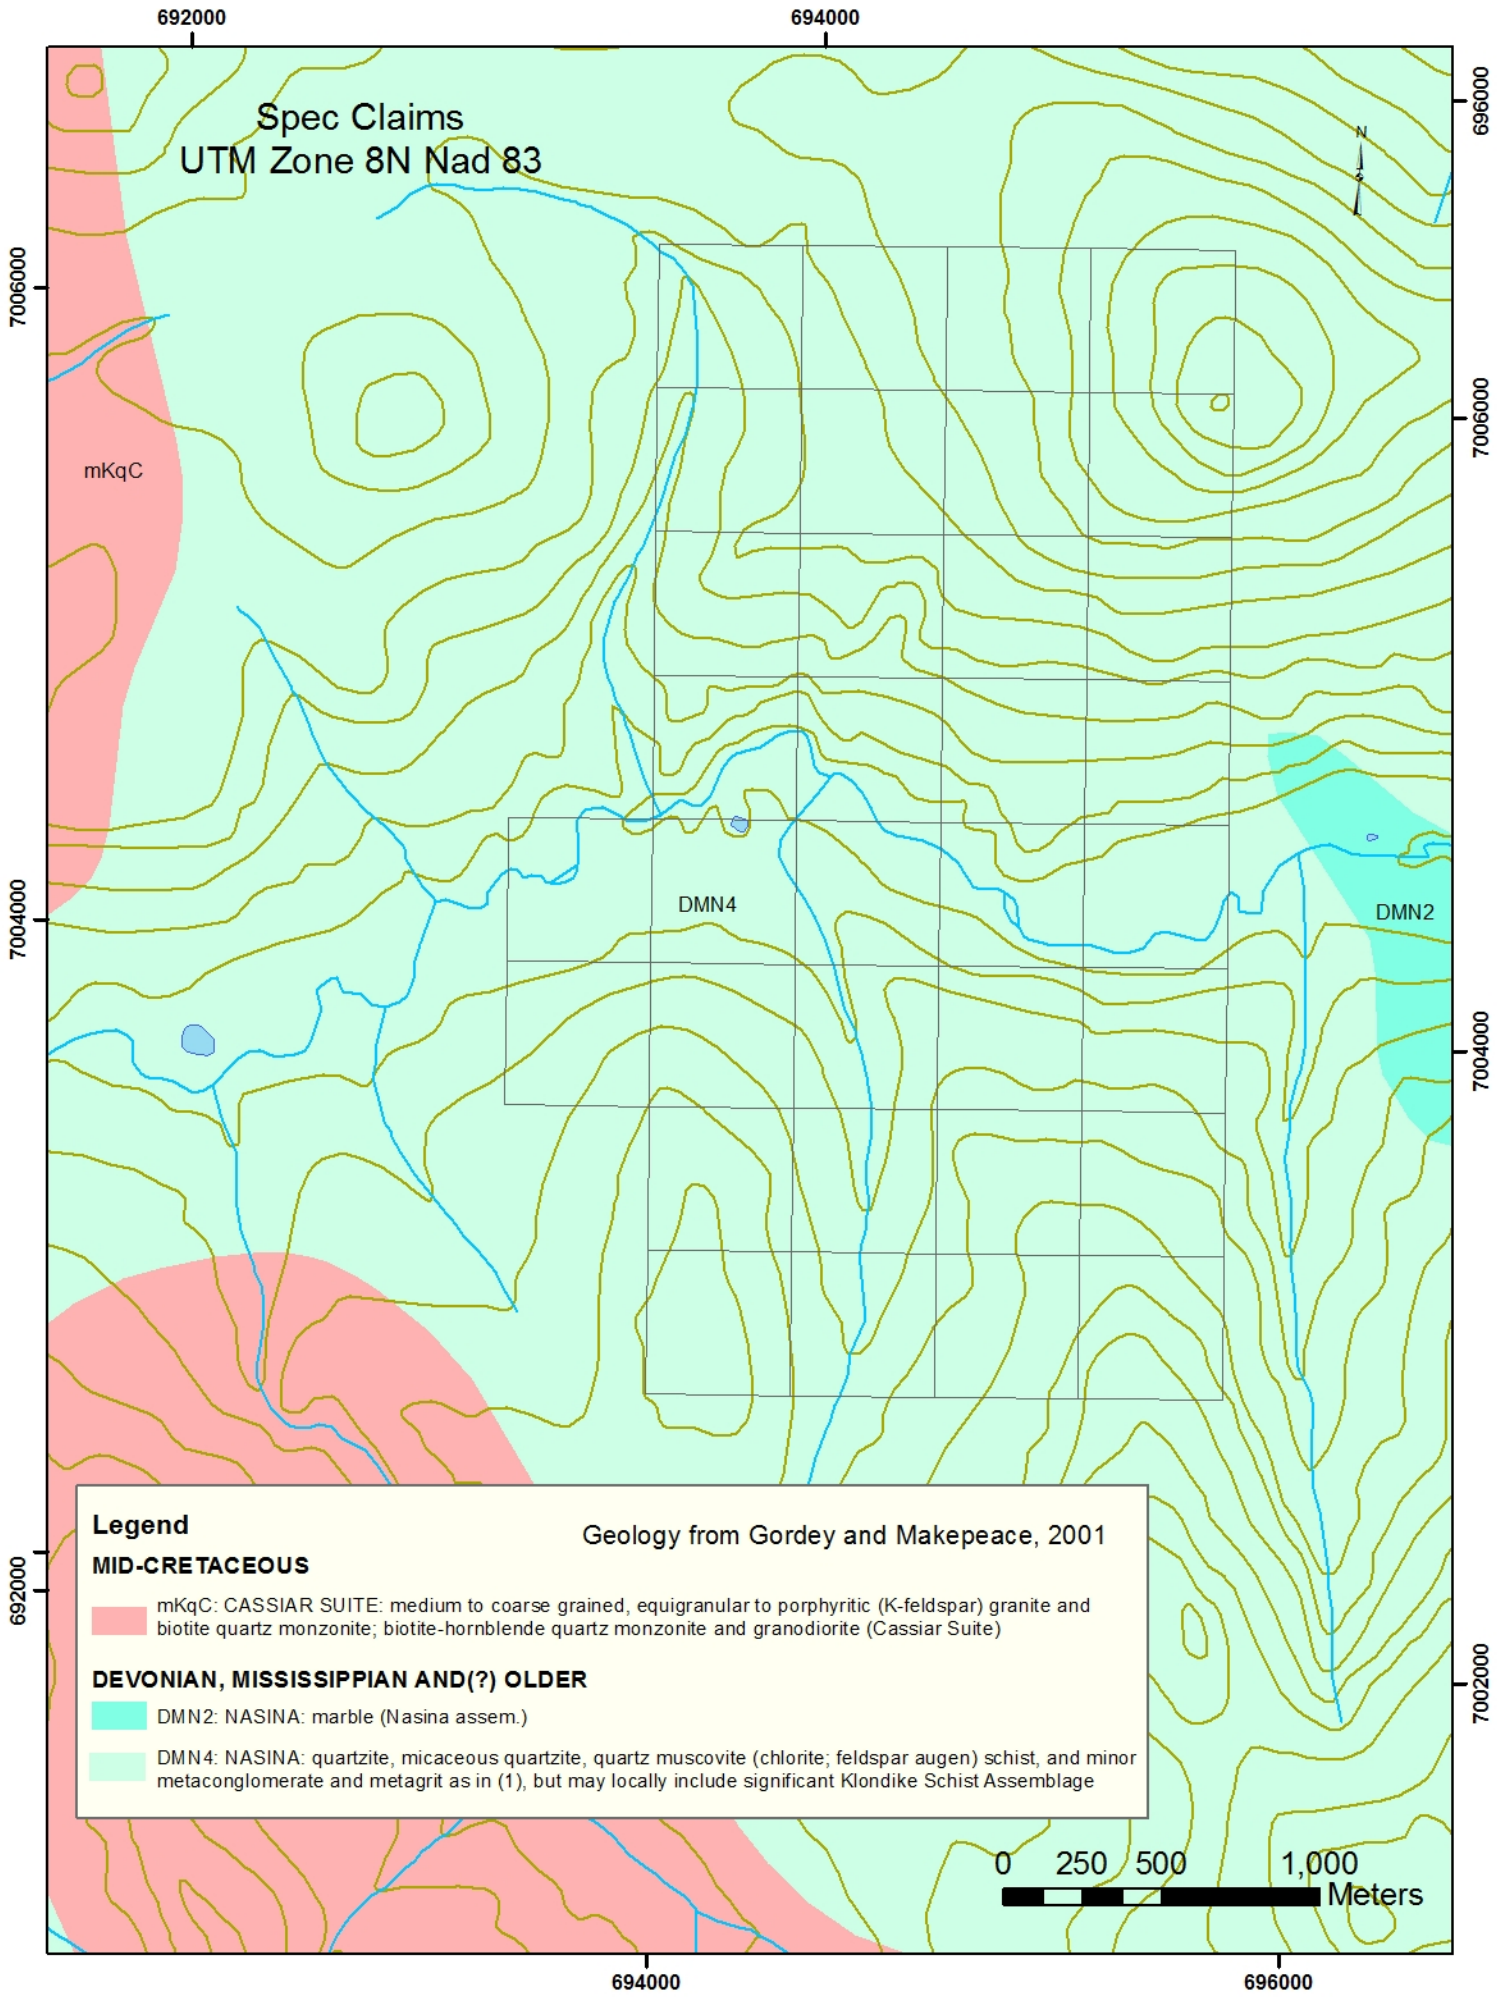 692000
694000
696000
Spec Claims
UTM Zone 8N Nad 83
N
7006000
7006000
mKqC
DMN4
DMN2
7004000
7004000
Legend
Geology from Gordey and Makepeace, 2001
MID-CRETACEOUS
mKqC: CASSIAR SUITE: medium to coarse grained, equigranular to porphyritic (K-feldspar) granite and
biotite quartz monzonite; biotite-hornblende quartz monzonite and granodiorite (Cassiar Suite)
692000
DEVONIAN, MISSISSIPPIAN AND(?) OLDER
DMN2: NASINA: marble (Nasina assem.)
7002000
DMN4: NASINA: quartzite, micaceous quartzite, quartz muscovite (chlorite; feldspar augen) schist, and minor
metaconglomerate and metagrit as in (1), but may locally include significant Klondike Schist Assemblage
0 250 500 1,000
Meters
694000
696000